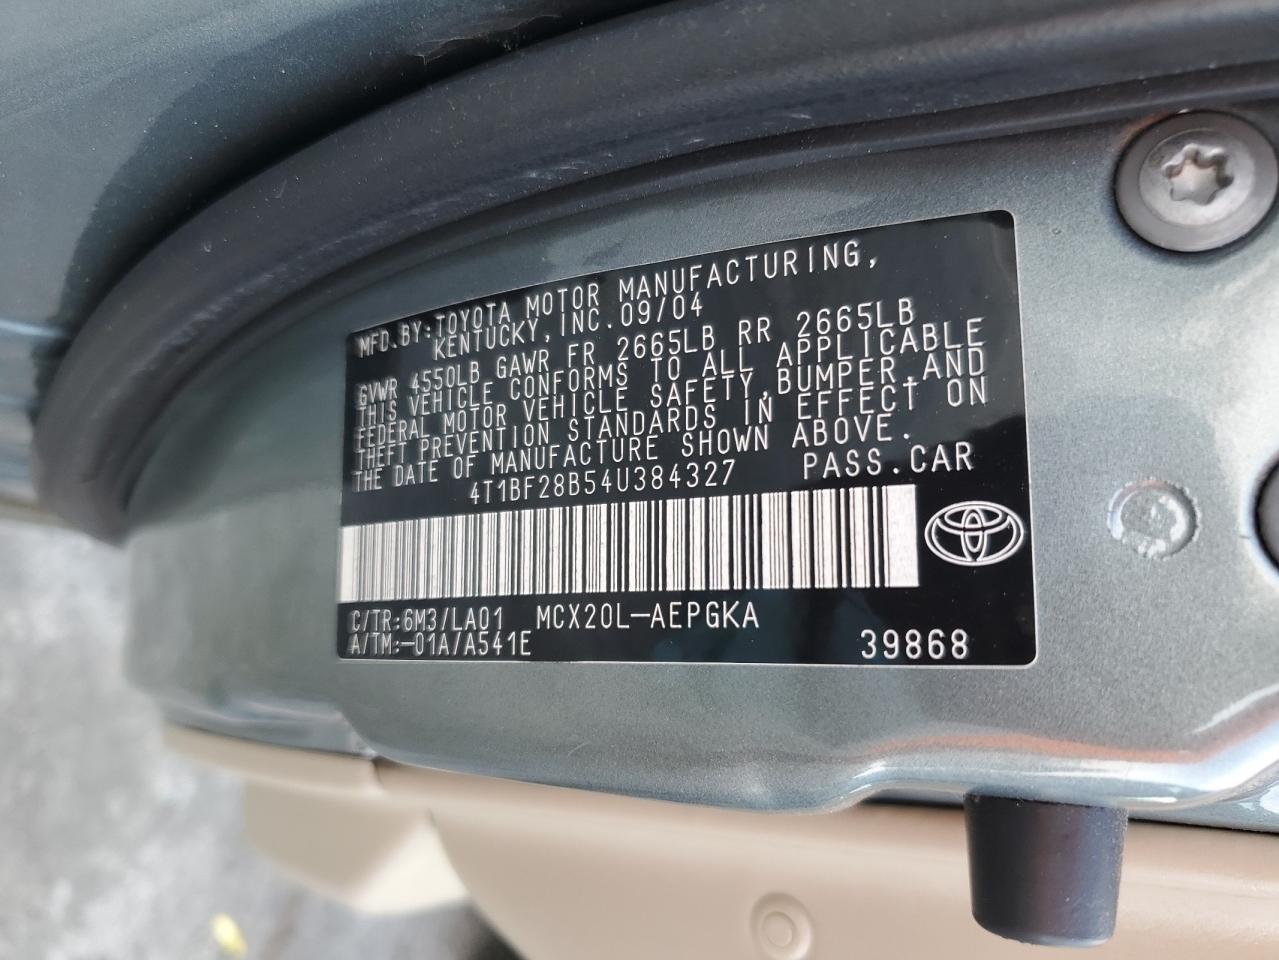 MFD.BY:TOYOTA MOTOR MANUFACTURING,
KENTUCKY, INC. 09/04
GVWR 4550LB GAWR FR 2665LB RR 2665LB
THIS VEHICLE CONFORMS TO ALL APPLICABLE
FEDERAL MOTOR VEHICLE SAFETY,BUMPER,AND
THEFT PREVENTION STANDARDS IN EFFECT ON
THE DATE OF MANUFACTURE SHOWN ABOVE.
4T1BF28B54U384327 PASS.CAR
C/TR:6M3/LA01 MCX20L-AEPGKA
A/TM:-01A/A541E 39868